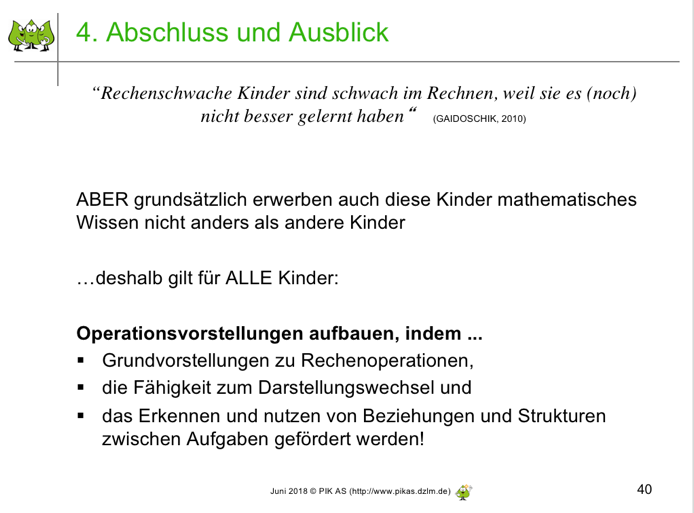 4. Abschluss und Ausblick
“Rechenschwache Kinder sind schwach im Rechnen, weil sie es (noch)
nicht besser gelernt haben“ (GAIDOSCHIK, 2010)
ABER grundsätzlich erwerben auch diese Kinder mathematisches
Wissen nicht anders als andere Kinder
…deshalb gilt für ALLE Kinder:
Operationsvorstellungen aufbauen, indem ...
▪ Grundvorstellungen zu Rechenoperationen,
▪ die Fähigkeit zum Darstellungswechsel und
▪ das Erkennen und nutzen von Beziehungen und Strukturen
zwischen Aufgaben gefördert werden!
Juni 2018 © PIK AS (http://www.pikas.dzlm.de)
40